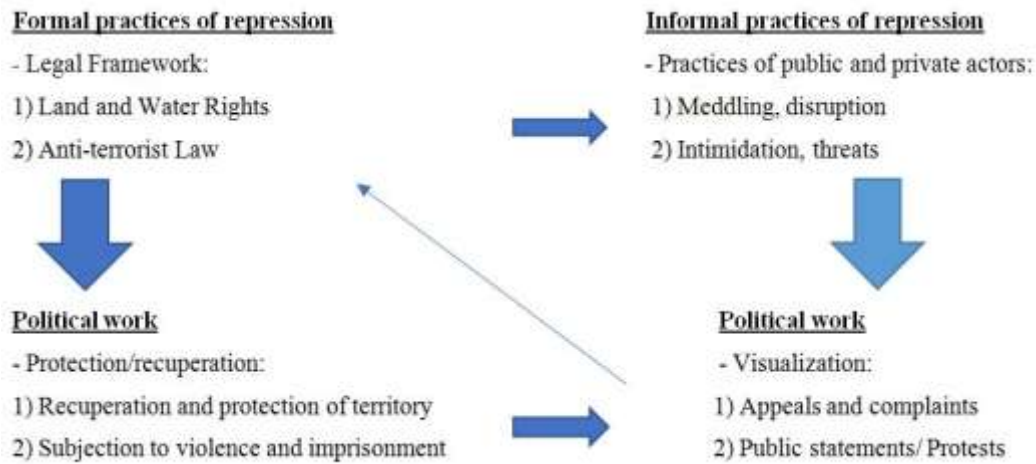 Formal practices of repression
- Legal Framework:
1) Land and Water Rights
2) Anti-terrorist Law
Informal practices of repression
- Practices of public and private actors:
1) Meddling, disruption
2) Intimidation, threats
Political work
- Protection/recuperation:
1) Recuperation and protection of territory
2) Subjection to violence and imprisonment
Political work
- Visualization:
1) Appeals and complaints
2) Public statements/ Protests